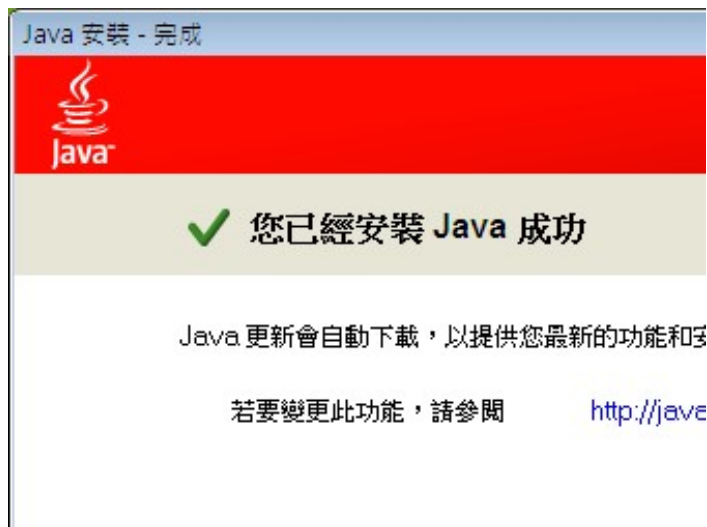 Java 安裝 - 完成
Java
您已經安裝 Java 成功
Java 更新會自動下載，以提供您最新的功能和安
若要變更此功能，請參閱 http://java